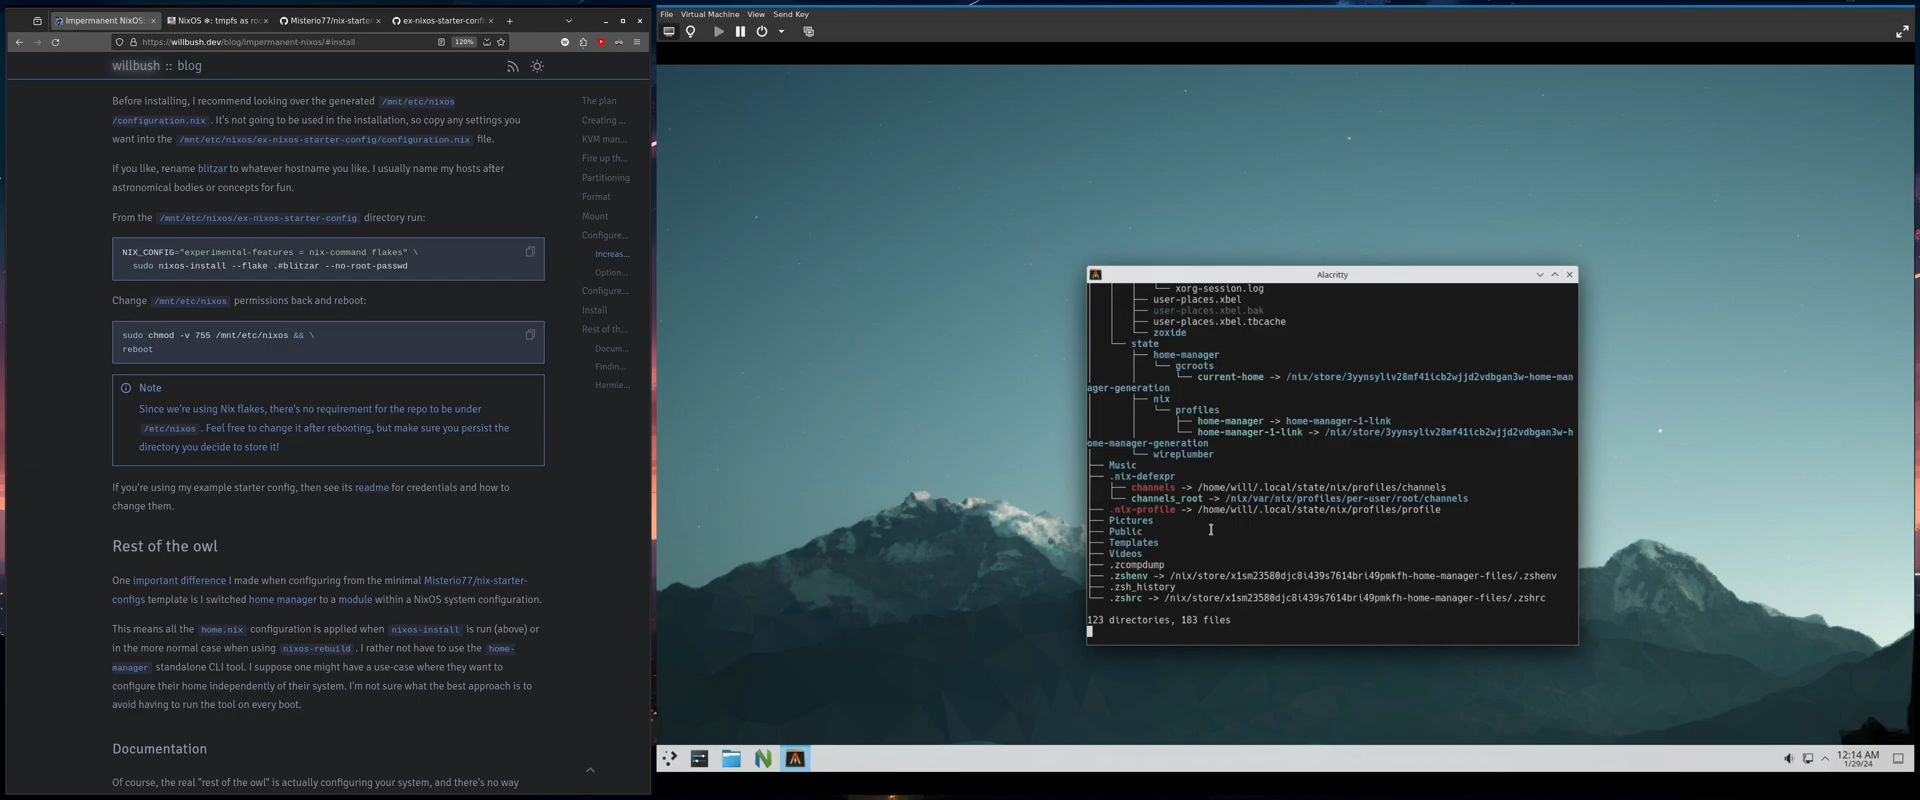 Impermanent NixOS:
NixOS ❄: tmpfs as roo
Misterio77/nix-starter-
ex-nixos-starter-config
https://willbush.dev/blog/impermanent-nixos/#install
120%
willbush :: blog
Before installing, I recommend looking over the generated /mnt/etc/nixos
/configuration.nix . It's not going to be used in the installation, so copy any settings you
want into the /mnt/etc/nixos/ex-nixos-starter-config/configuration.nix file.
If you like, rename blitzar to whatever hostname you like. I usually name my hosts after
astronomical bodies or concepts for fun.
From the /mnt/etc/nixos/ex-nixos-starter-config directory run:
NIX_CONFIG="experimental-features = nix-command flakes" \
sudo nixos-install --flake .#blitzar --no-root-passwd
Change /mnt/etc/nixos permissions back and reboot:
sudo chmod -v 755 /mnt/etc/nixos && \
reboot
Note
Since we're using Nix flakes, there's no requirement for the repo to be under
/etc/nixos . Feel free to change it after rebooting, but make sure you persist the
directory you decide to store it!
If you're using my example starter config, then see its readme for credentials and how to
change them.
Rest of the owl
One important difference I made when configuring from the minimal Misterio77/nix-starter-
configs template is I switched home manager to a module within a NixOS system configuration.
This means all the home.nix configuration is applied when nixos-install is run (above) or
in the more normal case when using nixos-rebuild . I rather not have to use the home-
manager standalone CLI tool. I suppose one might have a use-case where they want to
configure their home independently of their system. I'm not sure what the best approach is to
avoid having to run the tool on every boot.
Documentation
Of course, the real "rest of the owl" is actually configuring your system, and there's no way
The plan
Creating ...
KVM man...
Fire up th...
Partitioning
Format
Mount
Configure...
Increas...
Option...
Configure...
Install
Rest of th...
Docum...
Findin...
Harmle...
File Virtual Machine View Send Key
Alacritty
└── xorg-session.log
├── user-places.xbel
├── user-places.xbel.bak
├── user-places.xbel.tbcache
└── zoxide
└── state
├── home-manager
└── gcroots
└── current-home -> /nix/store/3yynsyliv28mf41icb2wjjd2vdbgan3w-home-man
ager-generation
├── nix
└── profiles
├── home-manager -> home-manager-1-link
└── home-manager-1-link -> /nix/store/3yynsyliv28mf41icb2wjjd2vdbgan3w-h
ome-manager-generation
└── wireplumber
├── Music
├── .nix-defexpr
├── channels -> /home/will/.local/state/nix/profiles/channels
└── channels_root -> /nix/var/nix/profiles/per-user/root/channels
├── .nix-profile -> /home/will/.local/state/nix/profiles/profile
├── Pictures
├── Public
├── Templates
├── Videos
├── .zcompdump
├── .zshenv -> /nix/store/x1sm23580djc8i439s7614bri49pmkfh-home-manager-files/.zshenv
├── .zsh_history
└── .zshrc -> /nix/store/x1sm23580djc8i439s7614bri49pmkfh-home-manager-files/.zshrc
123 directories, 183 files
12:14 AM
1/29/24